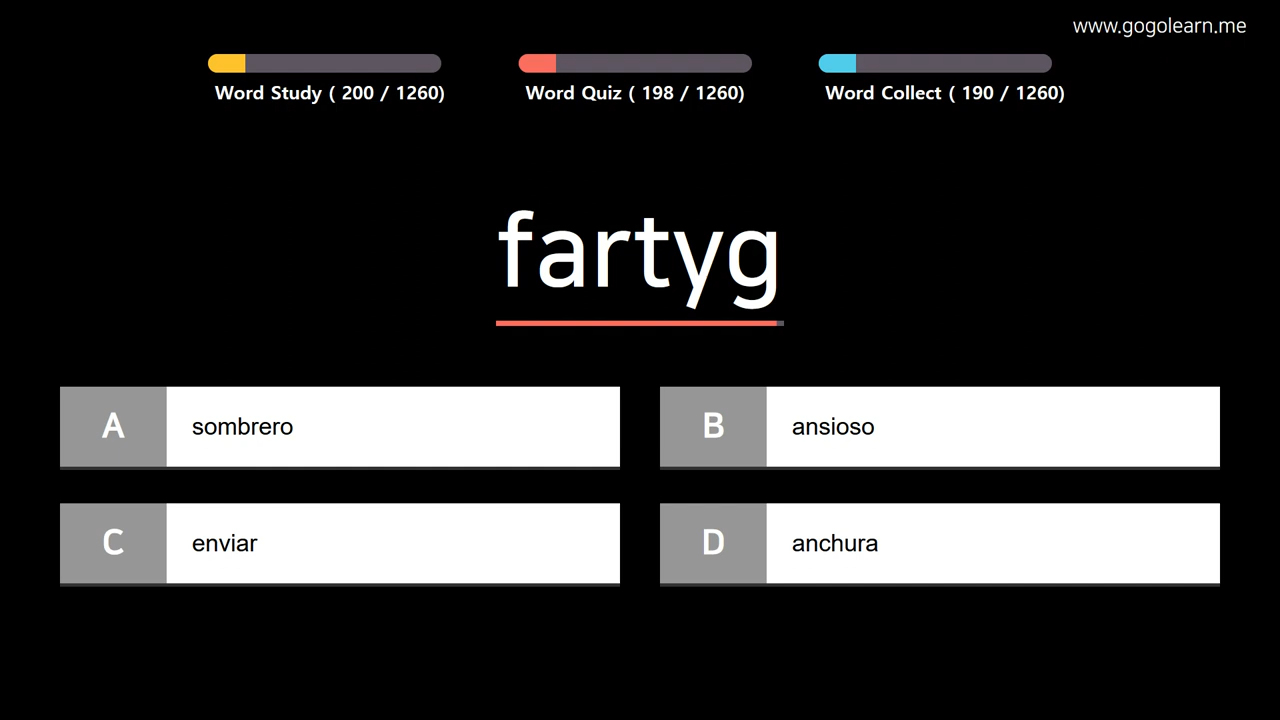 www.gogolearn.me
Word Study ( 200 / 1260)
Word Quiz ( 198 / 1260)
Word Collect ( 190 / 1260)
fartyg
A sombrero
B ansioso
C enviar
D anchura